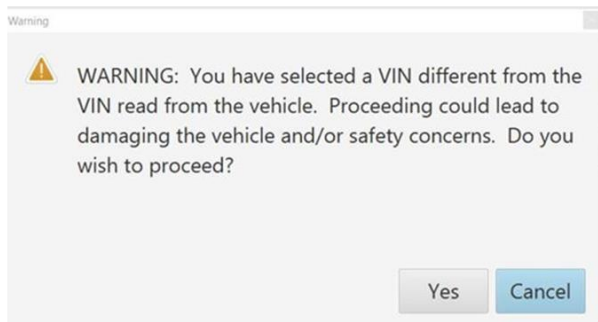 Warning
WARNING: You have selected a VIN different from the
VIN read from the vehicle. Proceeding could lead to
damaging the vehicle and/or safety concerns. Do you
wish to proceed?
Yes Cancel